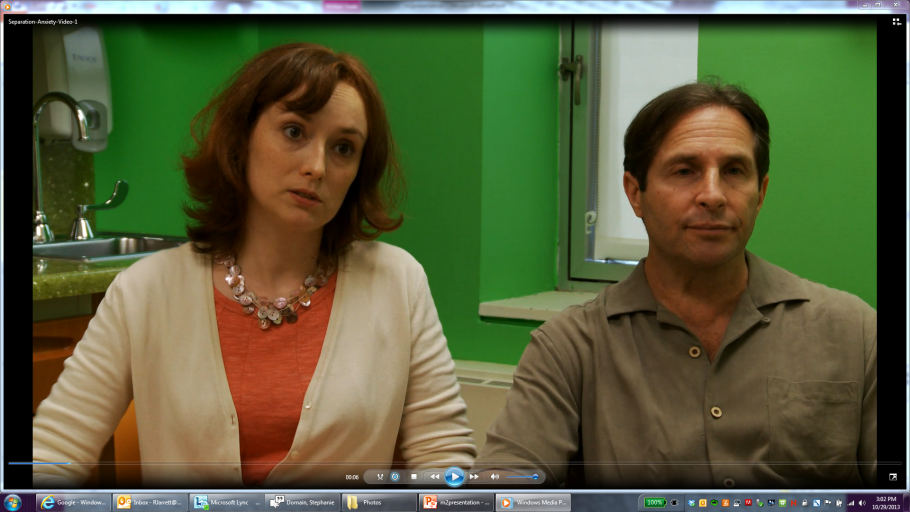 Separation-Anxiety-Video-1
00:06
Google - Window...
Inbox - RJarrett@...
Microsoft Lync
Domain, Stephanie
Photos
m2presentation - ...
Windows Media P...
100%
3:02 PM
10/29/2013